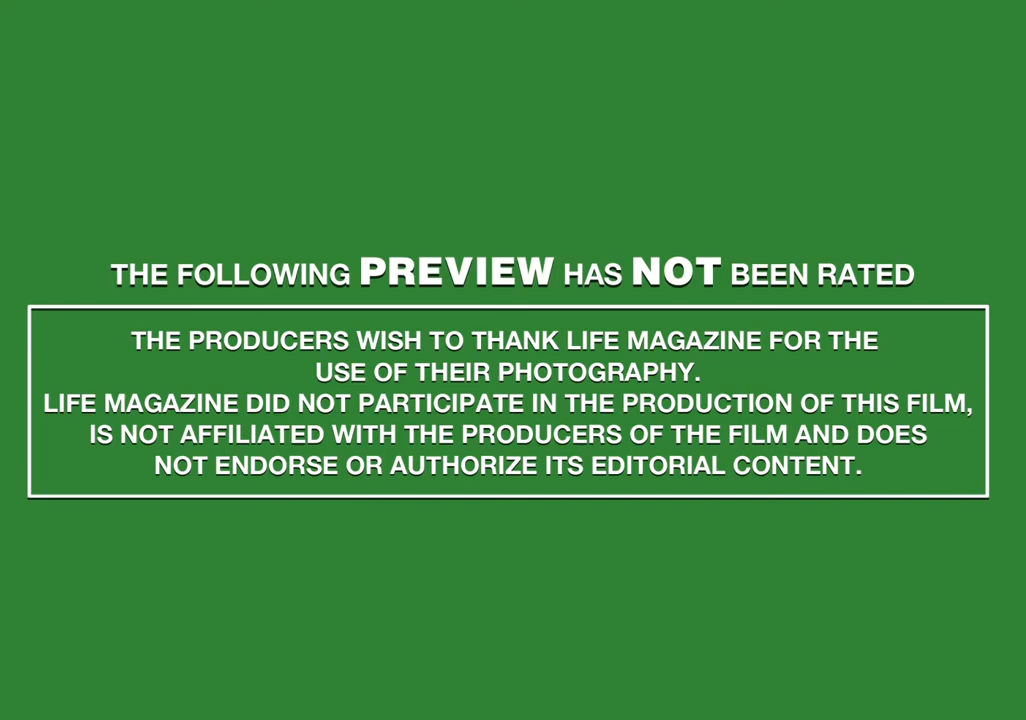 THE FOLLOWING PREVIEW HAS NOT BEEN RATED
THE PRODUCERS WISH TO THANK LIFE MAGAZINE FOR THE
USE OF THEIR PHOTOGRAPHY.
LIFE MAGAZINE DID NOT PARTICIPATE IN THE PRODUCTION OF THIS FILM,
IS NOT AFFILIATED WITH THE PRODUCERS OF THE FILM AND DOES
NOT ENDORSE OR AUTHORIZE ITS EDITORIAL CONTENT.